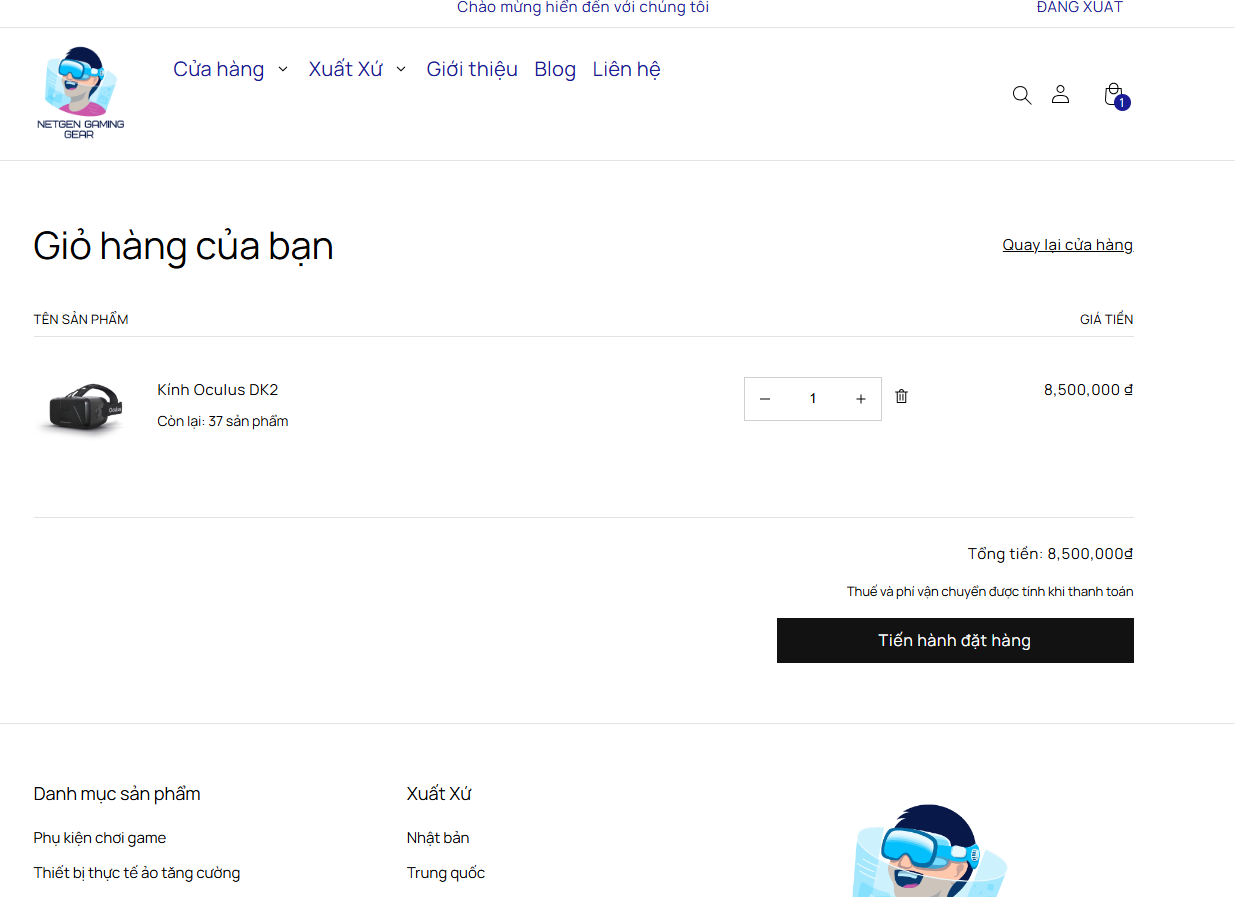 Chào mừng hiển đến với chúng tôi
ĐĂNG XUẤT
NETGEN GAMING
GEAR
Cửa hàng
Xuất Xứ
Giới thiệu
Blog
Liên hệ
1
Giỏ hàng của bạn
Quay lại cửa hàng
TÊN SẢN PHẨM
GIÁ TIỀN
Kính Oculus DK2
Còn lại: 37 sản phẩm
− 1 +
8,500,000 ₫
Tổng tiền: 8,500,000₫
Thuế và phí vận chuyển được tính khi thanh toán
Tiến hành đặt hàng
Danh mục sản phẩm
Xuất Xứ
Phụ kiện chơi game
Nhật bản
Thiết bị thực tế ảo tăng cường
Trung quốc